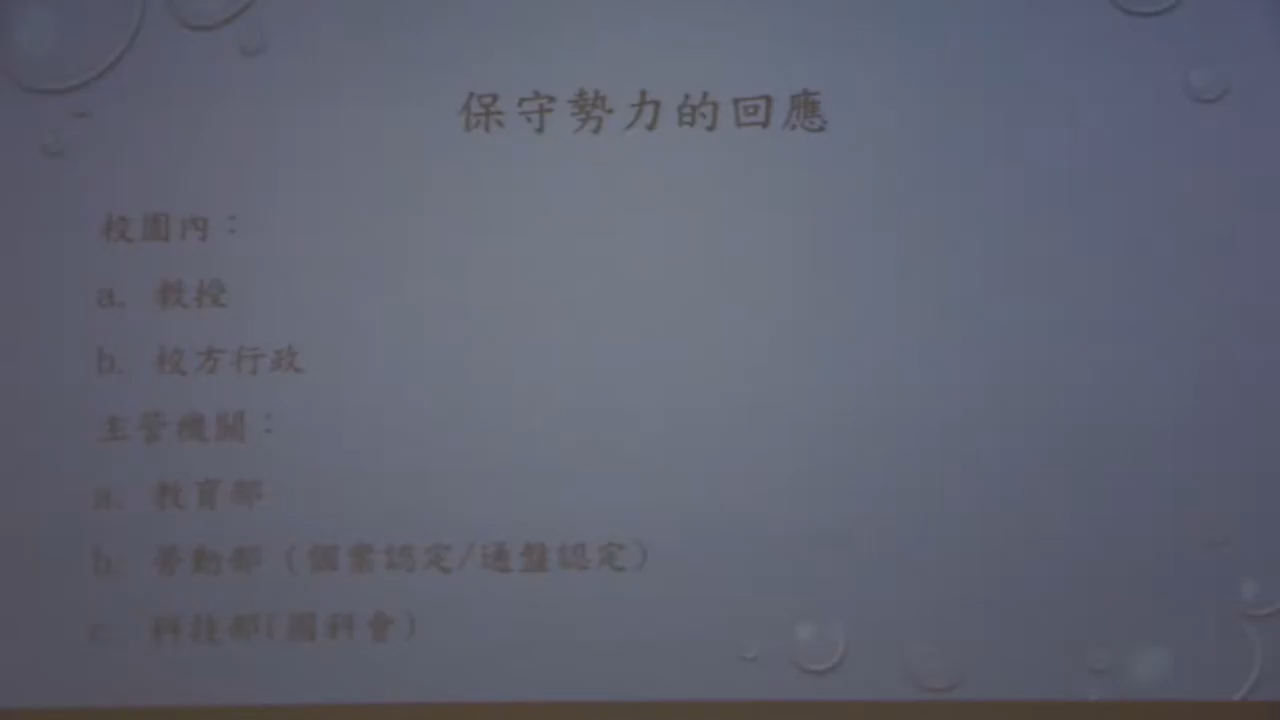 保守勢力的回應
校園內：
a. 教授
b. 校方行政
主管機關：
a. 教育部
b. 勞動部（個案認定/通盤認定）
c. 科技部(國科會)